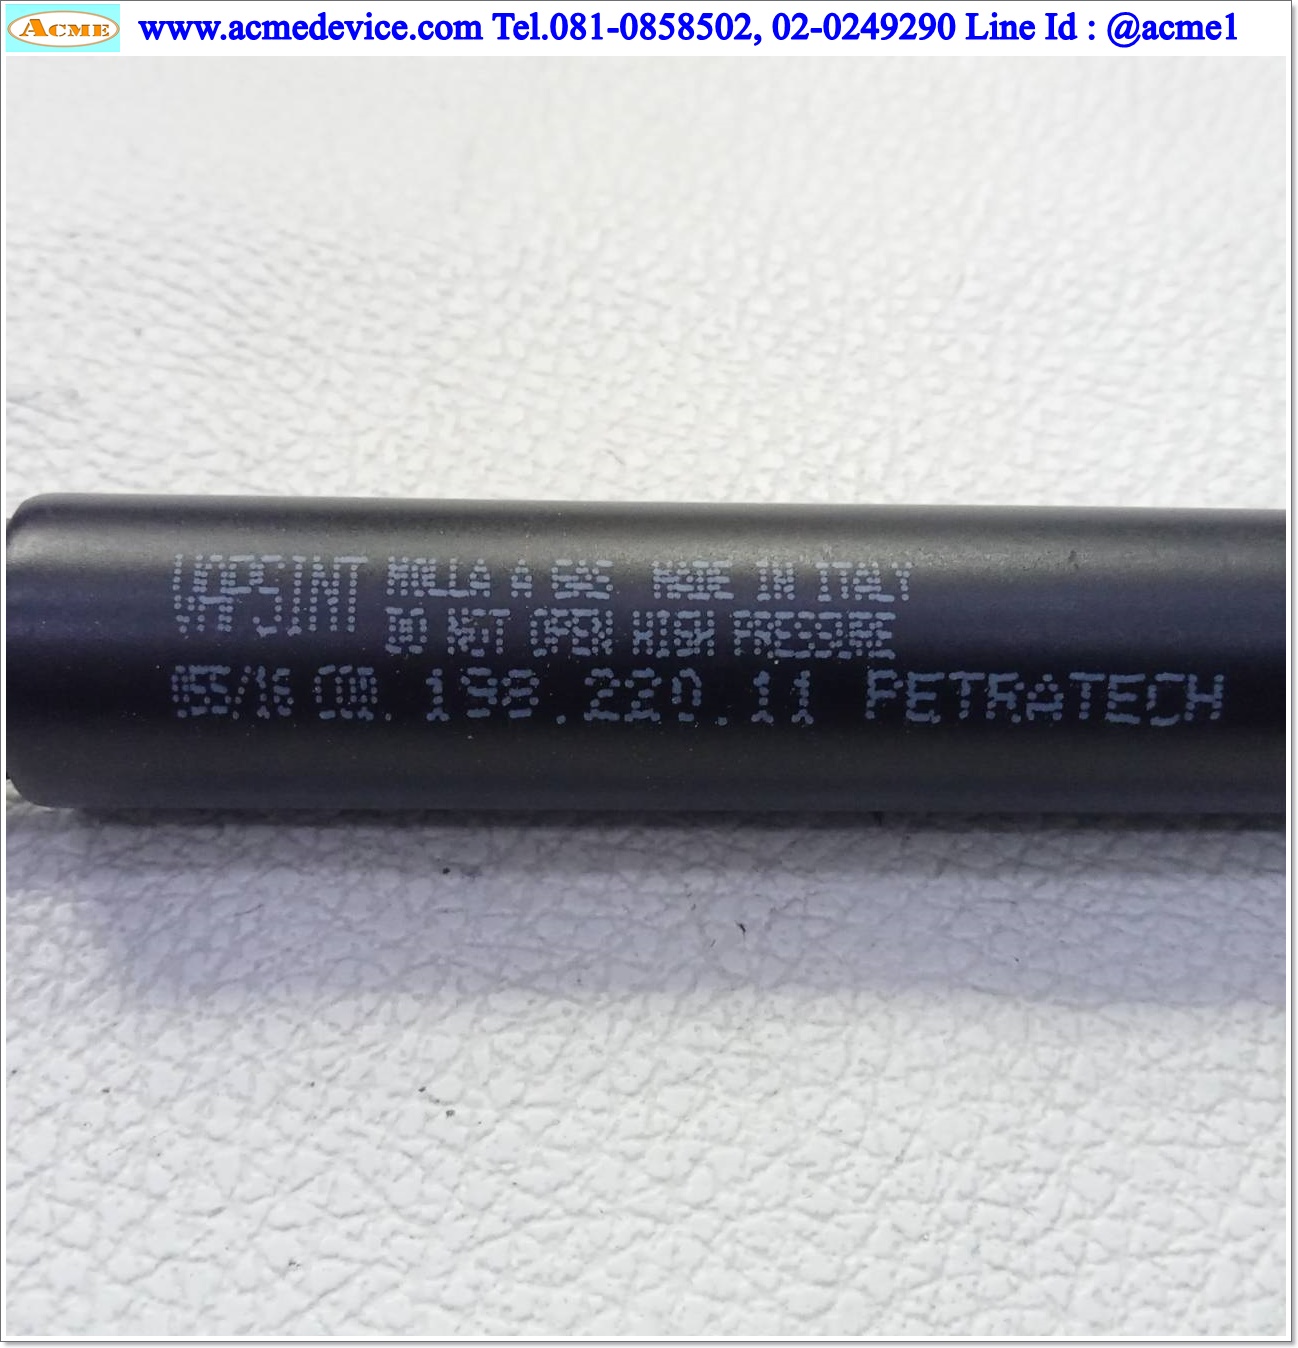 ACME www.acmedevice.com Tel.081-0858502, 02-0249290 Line Id : @acme1
VAPSINT MOLLA A GAS MADE IN ITALY
DO NOT OPEN HIGH PRESSURE
COD. 198.220.11 PETRATECH